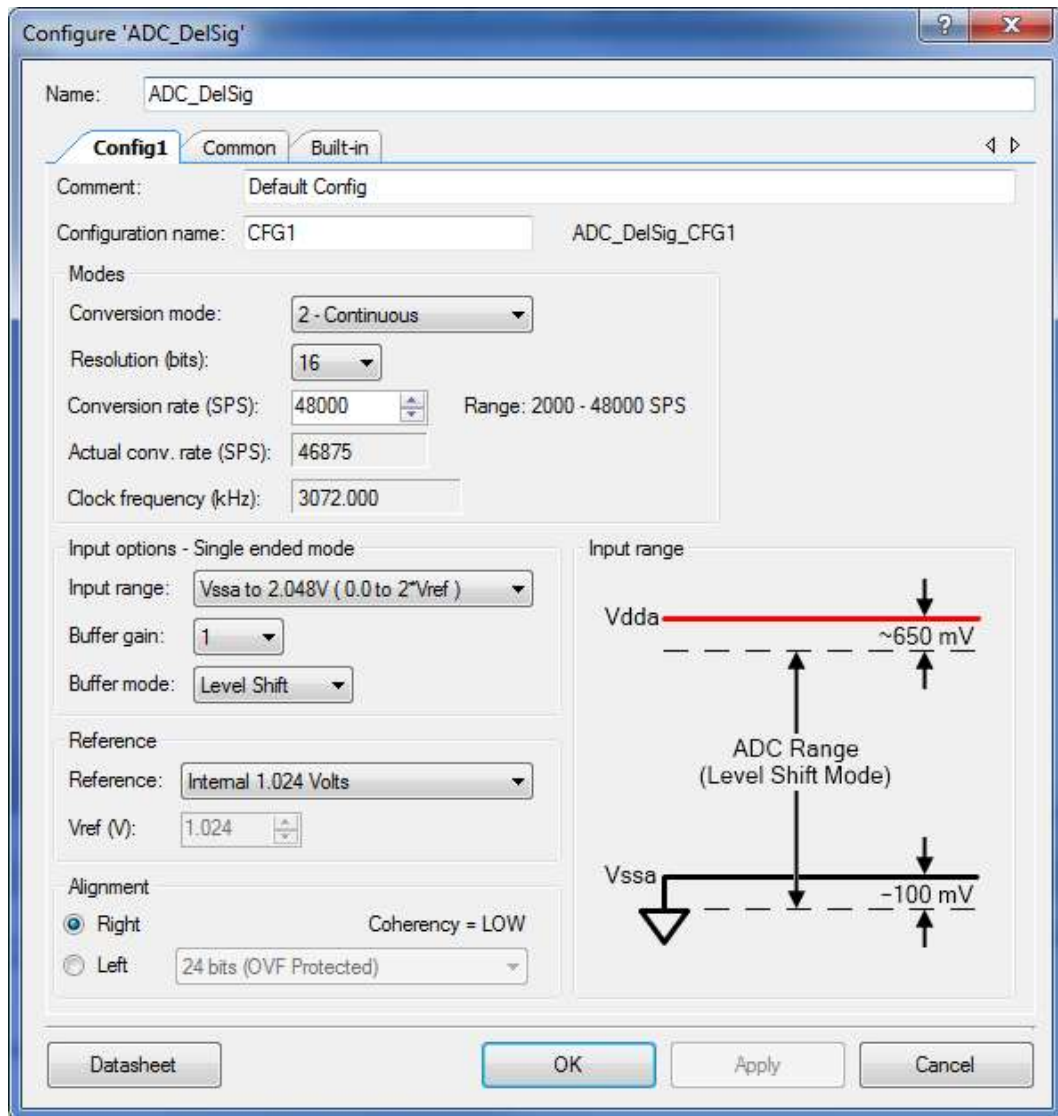 Configure 'ADC_DelSig'
Name: ADC_DelSig
Config1 Common Built-in
Comment: Default Config
Configuration name: CFG1 ADC_DelSig_CFG1
Modes
Conversion mode: 2 - Continuous
Resolution (bits): 16
Conversion rate (SPS): 48000 Range: 2000 - 48000 SPS
Actual conv. rate (SPS): 46875
Clock frequency (kHz): 3072.000
Input options - Single ended mode
Input range: Vssa to 2.048V ( 0.0 to 2*Vref )
Buffer gain: 1
Buffer mode: Level Shift
Reference
Reference: Internal 1.024 Volts
Vref (V): 1.024
Alignment
Right Coherency = LOW
Left 24 bits (OVF Protected)
Input range
Vdda
~650 mV
ADC Range
(Level Shift Mode)
Vssa
−100 mV
Datasheet OK Apply Cancel